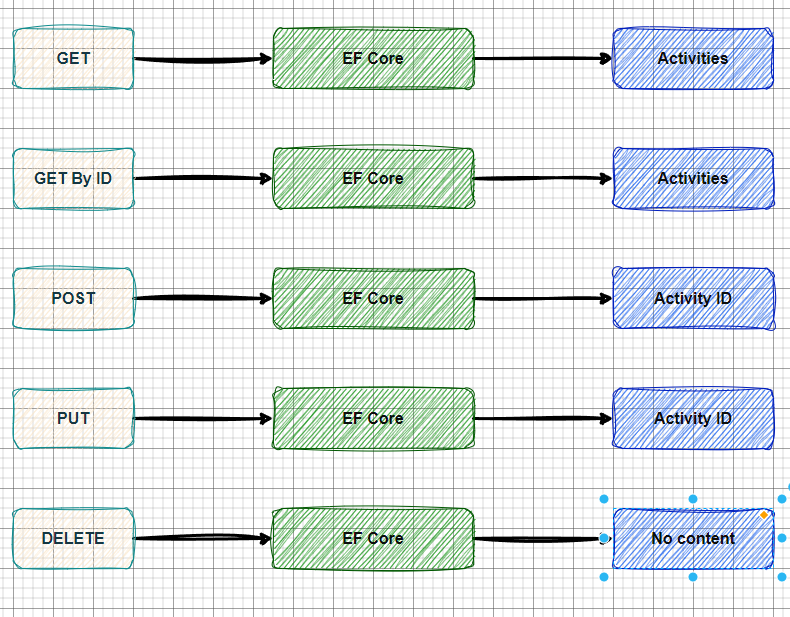 GET
EF Core
Activities
GET By ID
EF Core
Activities
POST
EF Core
Activity ID
PUT
EF Core
Activity ID
DELETE
EF Core
No content